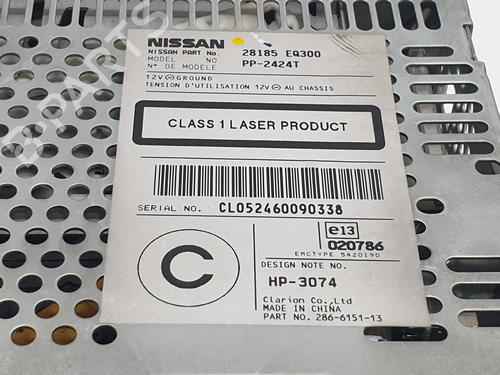 NISSAN
NISSAN PART No. 28185 EQ300
MODEL NO. PP-2424T
N° DE MODELE
12V ⊖ GROUND
TENSION D'UTILISATION 12V ⊖ AU CHASSIS
CLASS 1 LASER PRODUCT
SERIAL NO. CL052460090338
e13
020786
EMCTYPE 5420190
C
DESIGN NOTE NO.
HP-3074
Clarion Co.,Ltd
MADE IN CHINA
PART NO. 286-6151-13